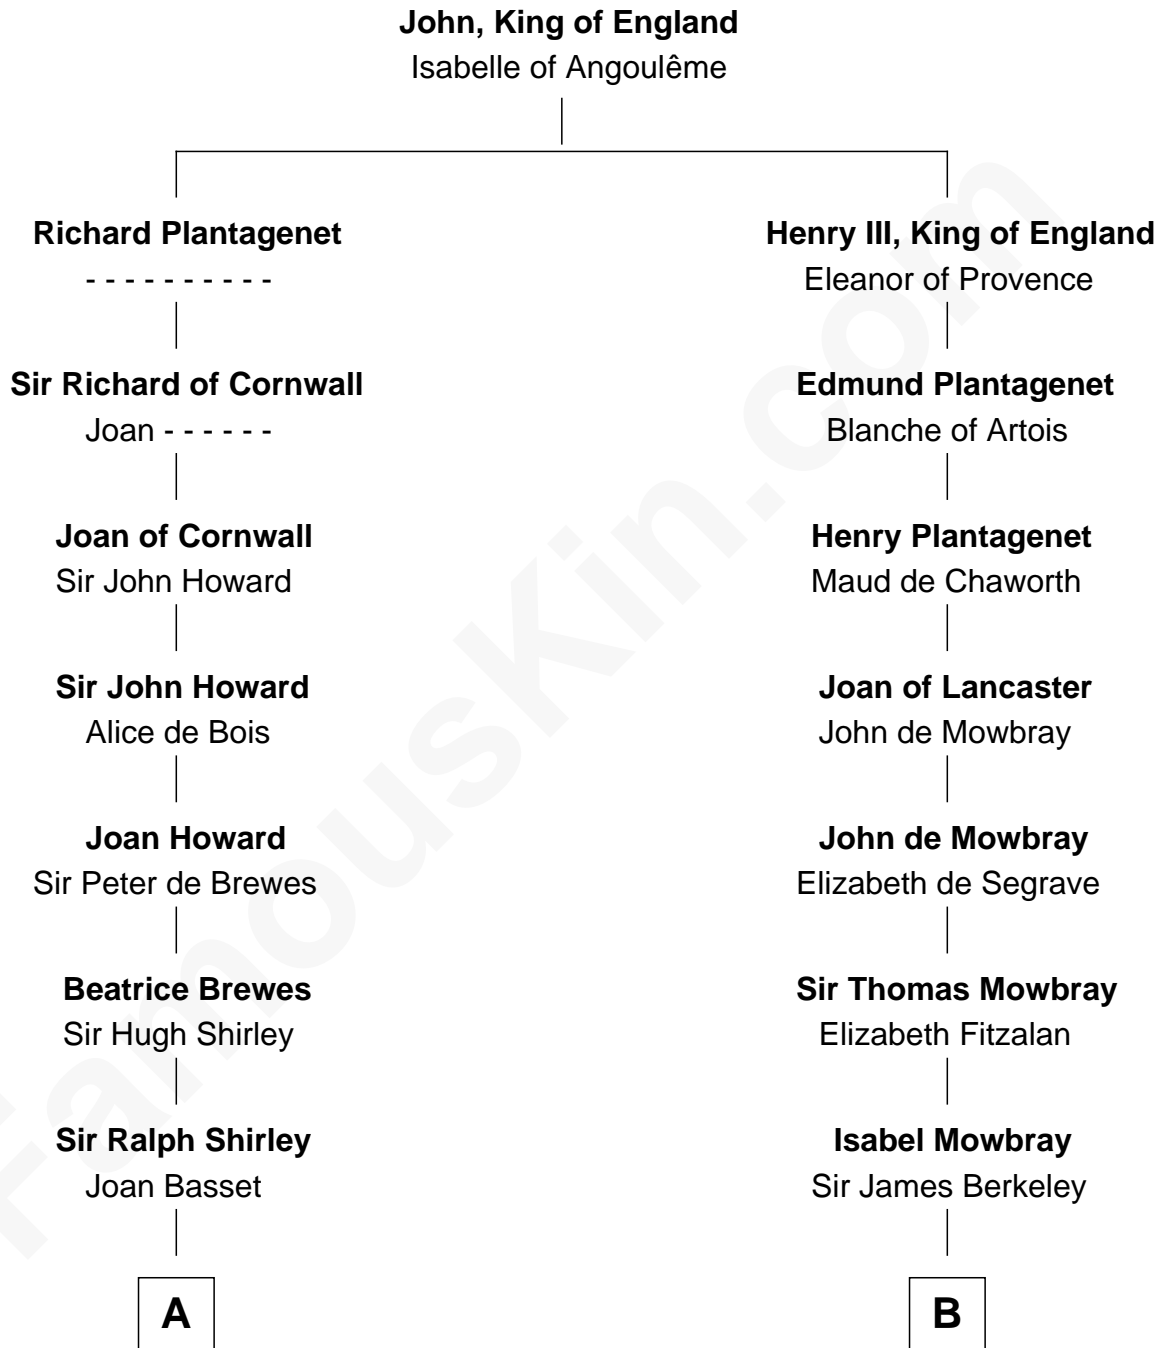 John, King of England
Isabelle of Angoulême
Richard Plantagenet
- - - - - - - - - -
Sir Richard of Cornwall
Joan - - - - - -
Joan of Cornwall
Sir John Howard
Sir John Howard
Alice de Bois
Joan Howard
Sir Peter de Brewes
Beatrice Brewes
Sir Hugh Shirley
Sir Ralph Shirley
Joan Basset
A
Henry III, King of England
Eleanor of Provence
Edmund Plantagenet
Blanche of Artois
Henry Plantagenet
Maud de Chaworth
Joan of Lancaster
John de Mowbray
John de Mowbray
Elizabeth de Segrave
Sir Thomas Mowbray
Elizabeth Fitzalan
Isabel Mowbray
Sir James Berkeley
B
FamousKin.com